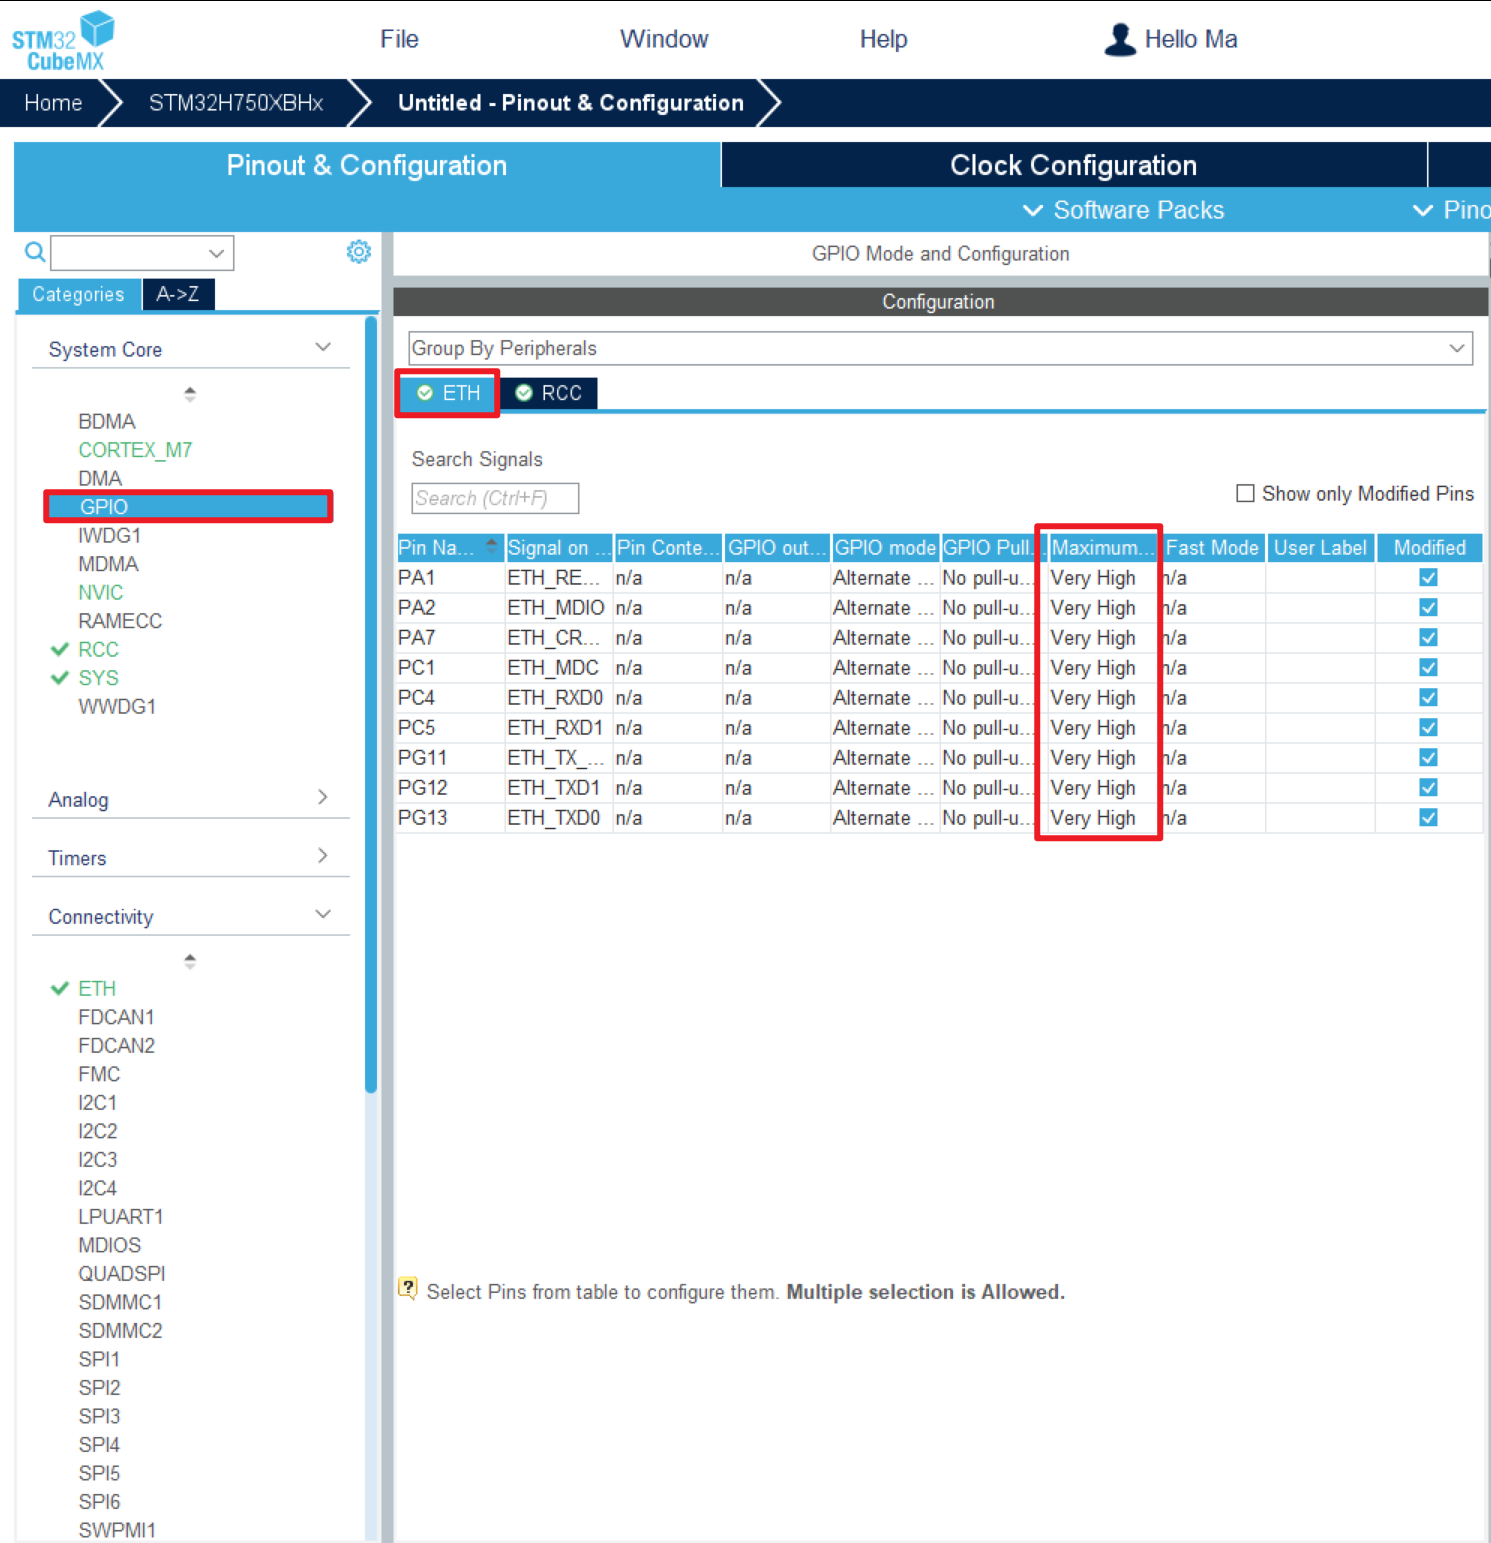 STM32
CubeMX
File Window Help Hello Ma
Home STM32H750XBHx Untitled - Pinout & Configuration
Pinout & Configuration Clock Configuration
Software Packs Pino
GPIO Mode and Configuration
Categories A->Z
Configuration
System Core
Group By Peripherals
ETH RCC
BDMA
CORTEX_M7
DMA
GPIO
IWDG1
MDMA
NVIC
RAMECC
RCC
SYS
WWDG1
Analog
Timers
Connectivity
ETH
FDCAN1
FDCAN2
FMC
I2C1
I2C2
I2C3
I2C4
LPUART1
MDIOS
QUADSPI
SDMMC1
SDMMC2
SPI1
SPI2
SPI3
SPI4
SPI5
SPI6
SWPMI1
Search Signals
Search (Ctrl+F)
Show only Modified Pins
Pin Na... Signal on ... Pin Conte... GPIO out... GPIO mode GPIO Pull... Maximum... Fast Mode User Label Modified
PA1 ETH_RE... n/a n/a Alternate ... No pull-u... Very High n/a
PA2 ETH_MDIO n/a n/a Alternate ... No pull-u... Very High n/a
PA7 ETH_CR... n/a n/a Alternate ... No pull-u... Very High n/a
PC1 ETH_MDC n/a n/a Alternate ... No pull-u... Very High n/a
PC4 ETH_RXD0 n/a n/a Alternate ... No pull-u... Very High n/a
PC5 ETH_RXD1 n/a n/a Alternate ... No pull-u... Very High n/a
PG11 ETH_TX_... n/a n/a Alternate ... No pull-u... Very High n/a
PG12 ETH_TXD1 n/a n/a Alternate ... No pull-u... Very High n/a
PG13 ETH_TXD0 n/a n/a Alternate ... No pull-u... Very High n/a
Select Pins from table to configure them. Multiple selection is Allowed.